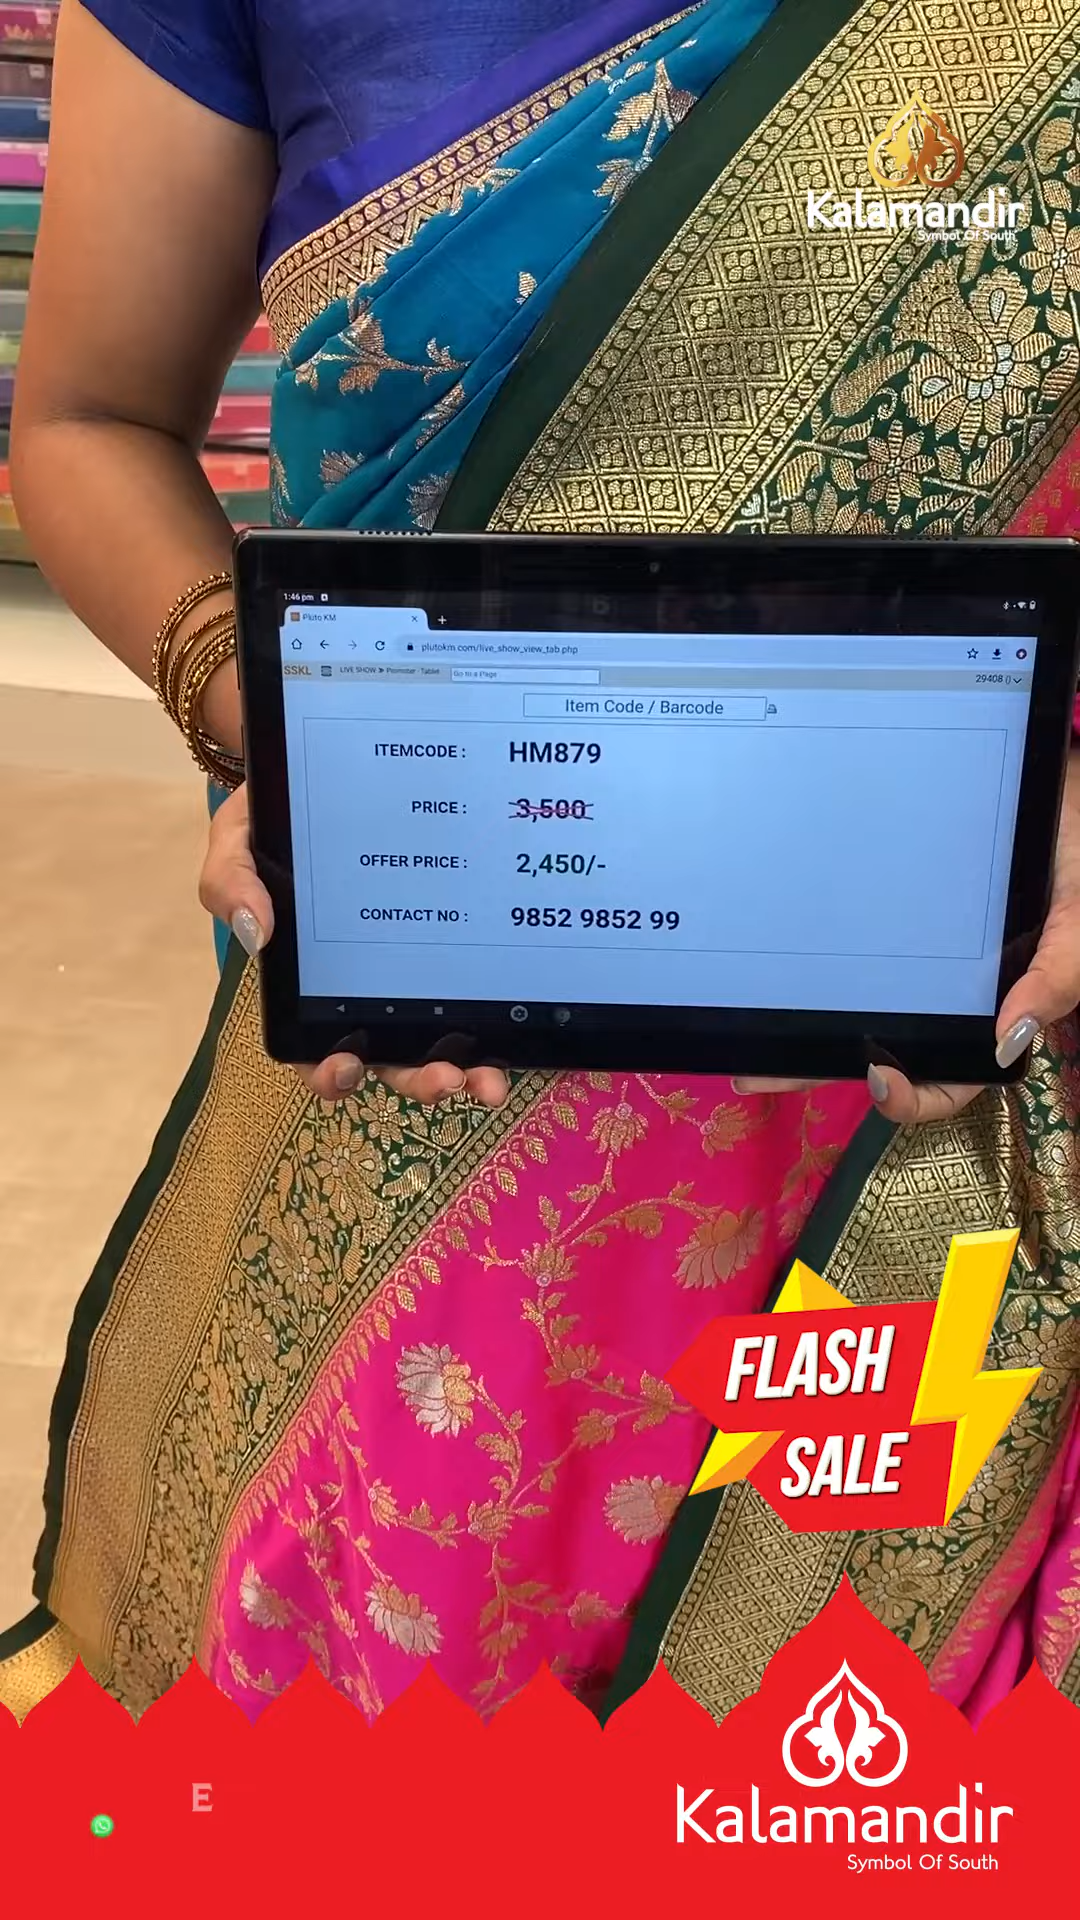 Kalamandir
Symbol Of South
1:46 pm
Pluto KM
plutokm.com/live_show_view_tab.php
SSKL LIVE SHOW > Promoter Tablet Go to a Page 29408 ()
Item Code / Barcode
ITEMCODE : HM879
PRICE : 3,500
OFFER PRICE : 2,450/-
CONTACT NO : 9852 9852 99
FLASH
SALE
E
Kalamandir
Symbol Of South